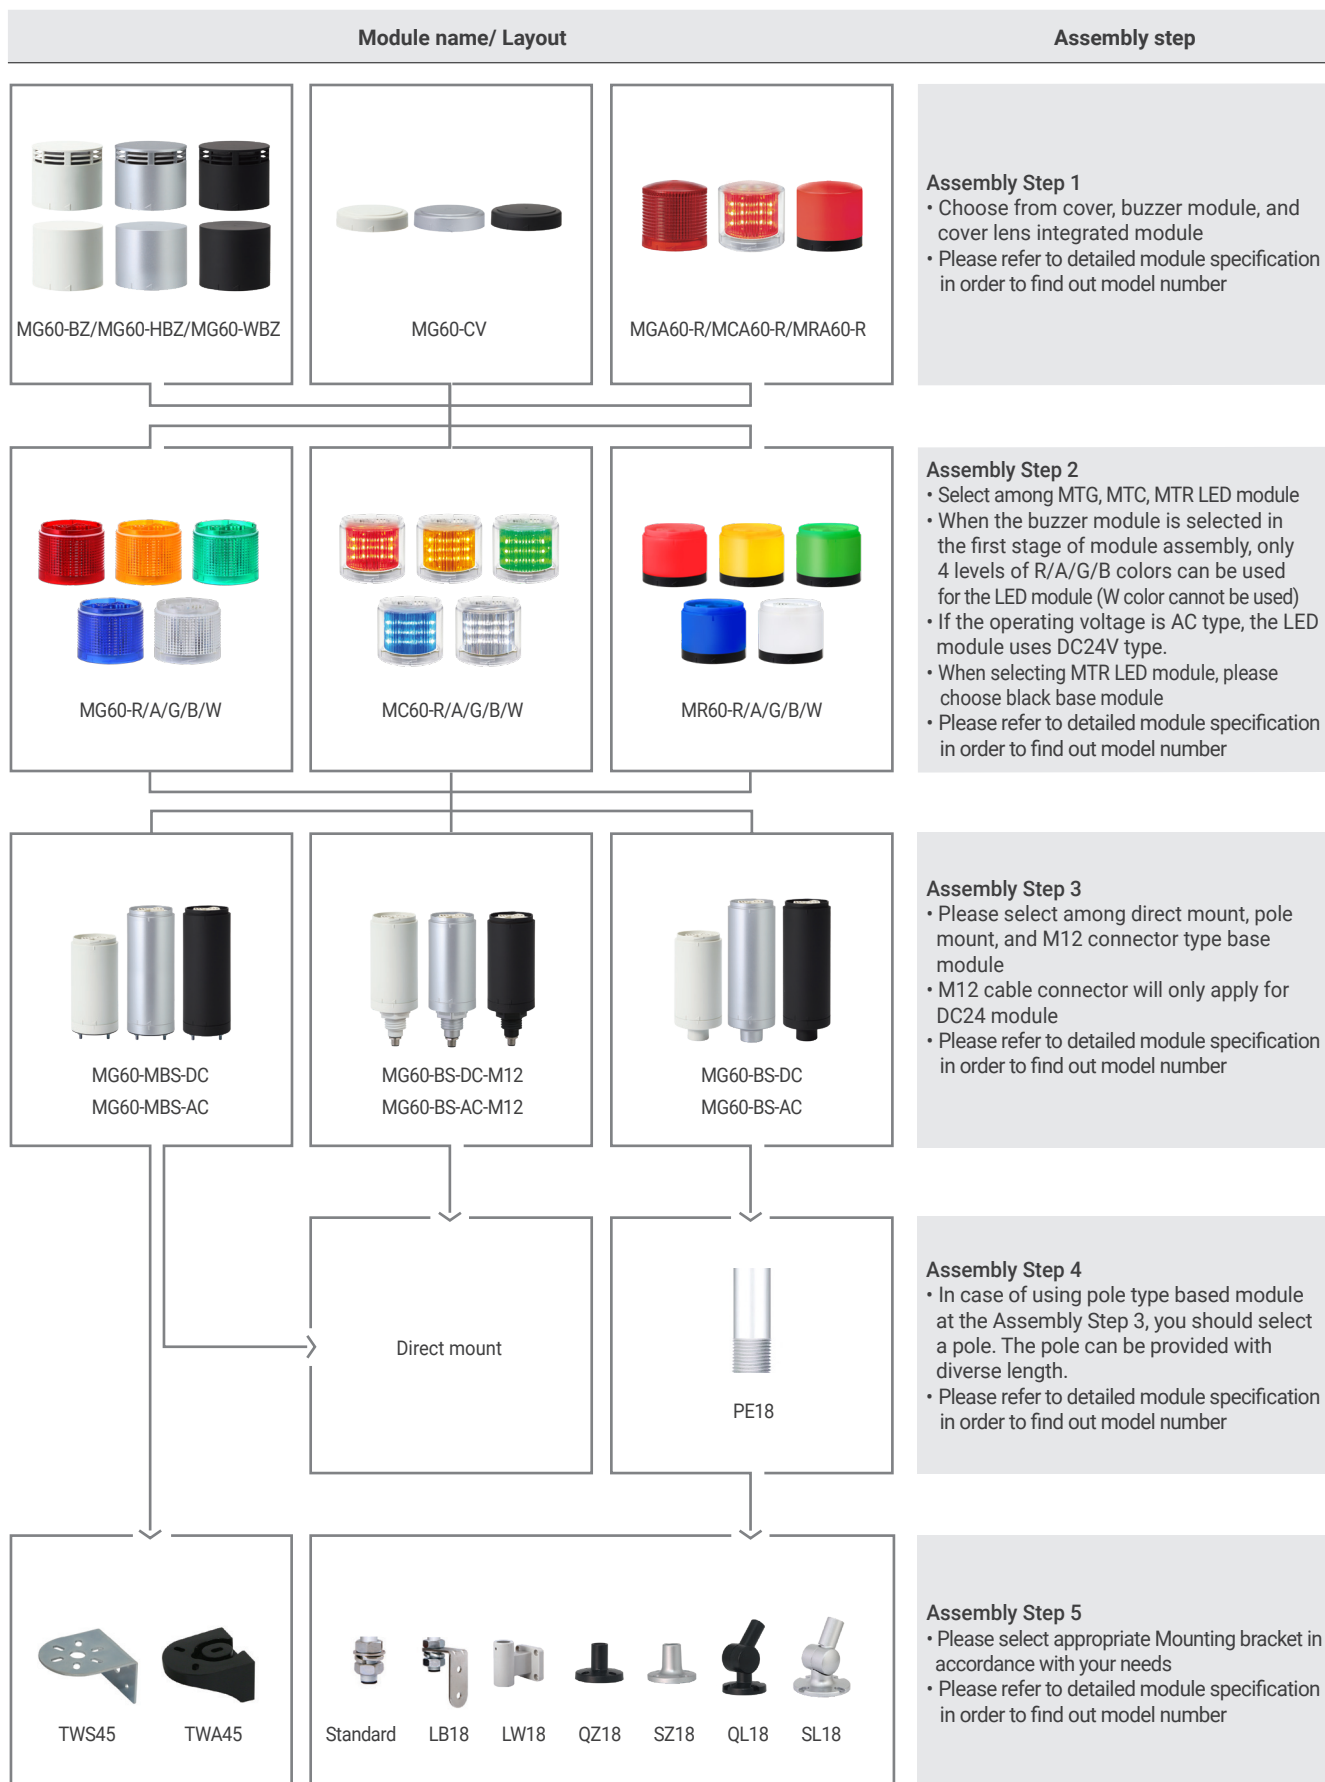 Module name/ Layout
Assembly step
MG60-BZ/MG60-HBZ/MG60-WBZ
MG60-CV
MGA60-R/MCA60-R/MRA60-R
Assembly Step 1
• Choose from cover, buzzer module, and
cover lens integrated module
• Please refer to detailed module specification
in order to find out model number
MG60-R/A/G/B/W
MC60-R/A/G/B/W
MR60-R/A/G/B/W
Assembly Step 2
• Select among MTG, MTC, MTR LED module
• When the buzzer module is selected in
the first stage of module assembly, only
4 levels of R/A/G/B colors can be used
for the LED module (W color cannot be used)
• If the operating voltage is AC type, the LED
module uses DC24V type.
• When selecting MTR LED module, please
choose black base module
• Please refer to detailed module specification
in order to find out model number
MG60-MBS-DC
MG60-MBS-AC
MG60-BS-DC-M12
MG60-BS-AC-M12
MG60-BS-DC
MG60-BS-AC
Assembly Step 3
• Please select among direct mount, pole
mount, and M12 connector type base
module
• M12 cable connector will only apply for
DC24 module
• Please refer to detailed module specification
in order to find out model number
Direct mount
PE18
Assembly Step 4
• In case of using pole type based module
at the Assembly Step 3, you should select
a pole. The pole can be provided with
diverse length.
• Please refer to detailed module specification
in order to find out model number
TWS45
TWA45
Standard
LB18
LW18
QZ18
SZ18
QL18
SL18
Assembly Step 5
• Please select appropriate Mounting bracket in
accordance with your needs
• Please refer to detailed module specification
in order to find out model number